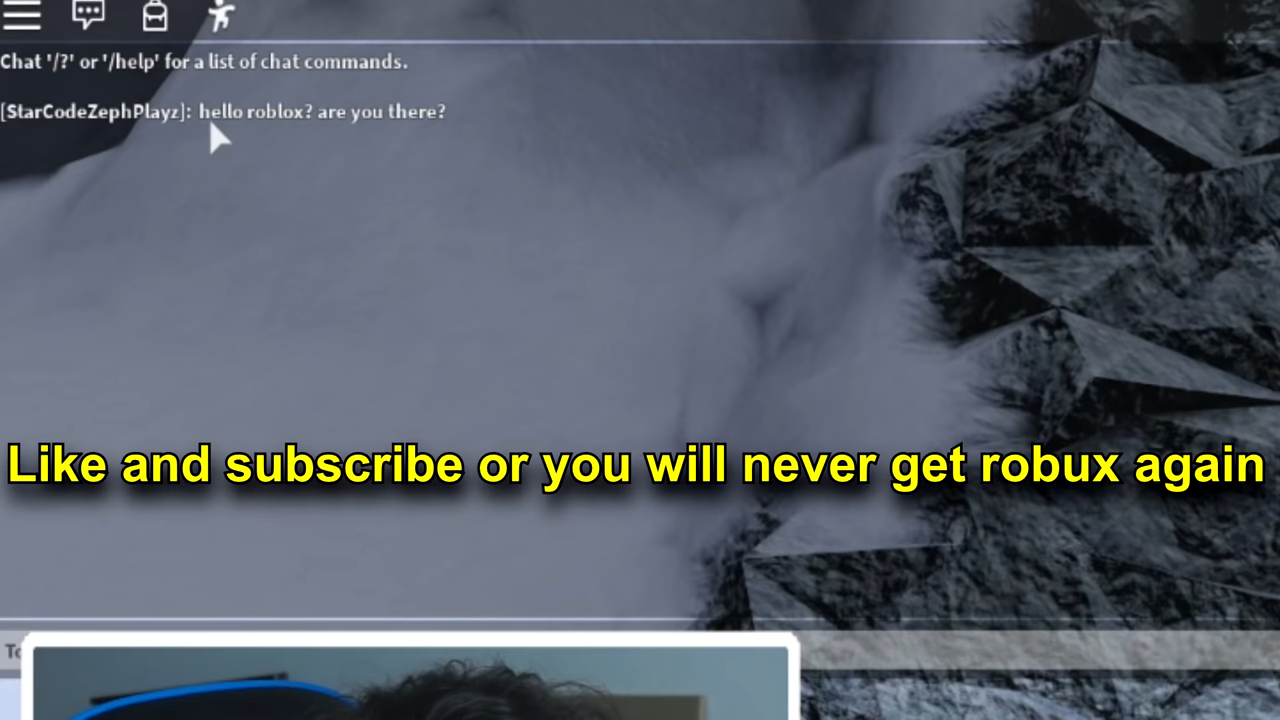 Chat '/?' or '/help' for a list of chat commands.
[StarCodeZephPlayz]: hello roblox? are you there?
Like and subscribe or you will never get robux again
To